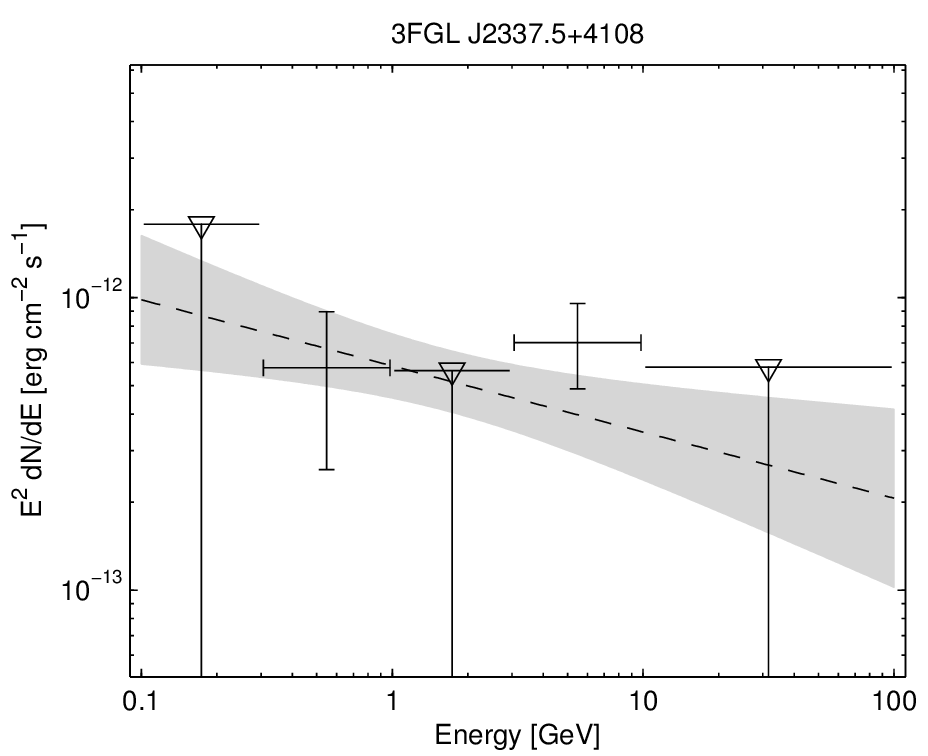 3FGL J2337.5+4108
E² dN/dE [erg cm⁻² s⁻¹]
10⁻¹²
10⁻¹³
0.1 1 10 100
Energy [GeV]